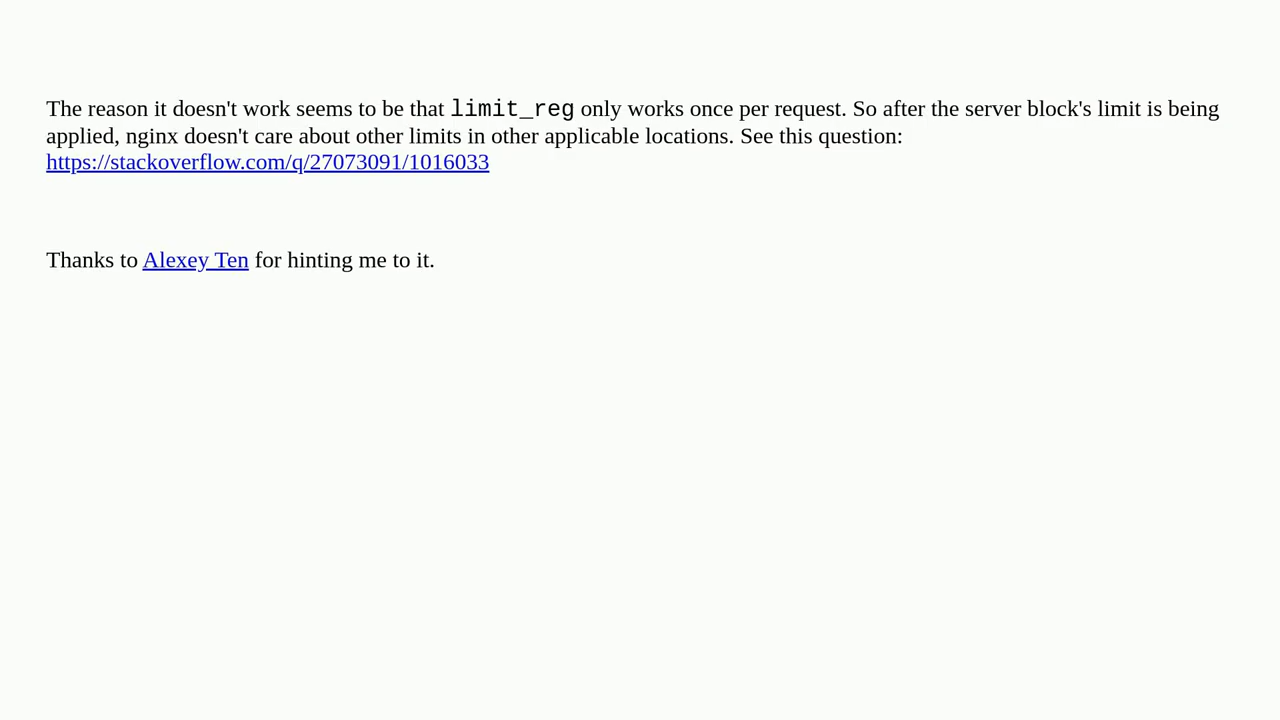 The reason it doesn't work seems to be that limit_reg only works once per request. So after the server block's limit is being
applied, nginx doesn't care about other limits in other applicable locations. See this question:
https://stackoverflow.com/q/27073091/1016033
Thanks to Alexey Ten for hinting me to it.